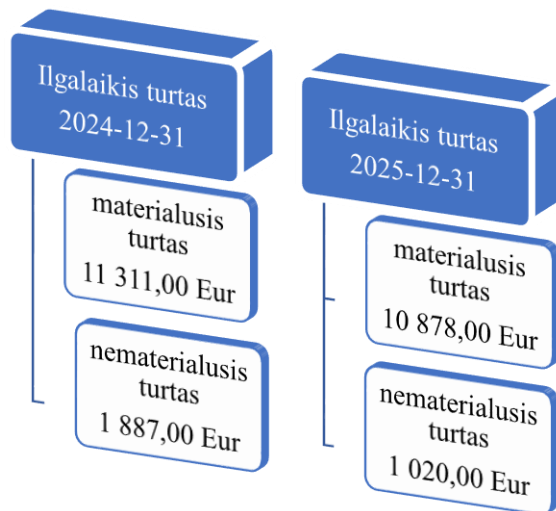 Ilgalaikis turtas
2024-12-31
materialusis
turtas
11 311,00 Eur
nematerialusis
turtas
1 887,00 Eur
Ilgalaikis turtas
2025-12-31
materialusis
turtas
10 878,00 Eur
nematerialusis
turtas
1 020,00 Eur